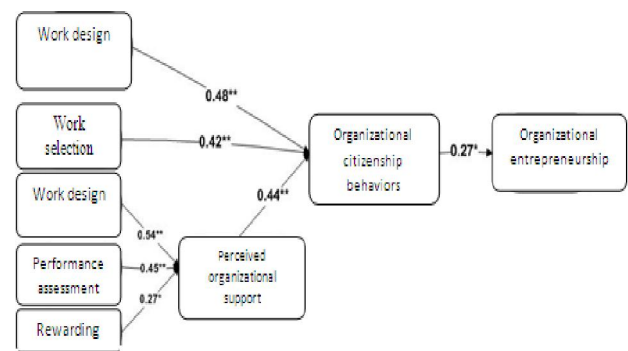 Work design
0.48**
Work
selection
0.42**
Organizational
citizenship
behaviors
0.27*
Organizational
entrepreneurship
Work design
0.54**
0.44**
Performance
assessment
0.45**
Perceived
organizational
support
Rewarding
0.27*